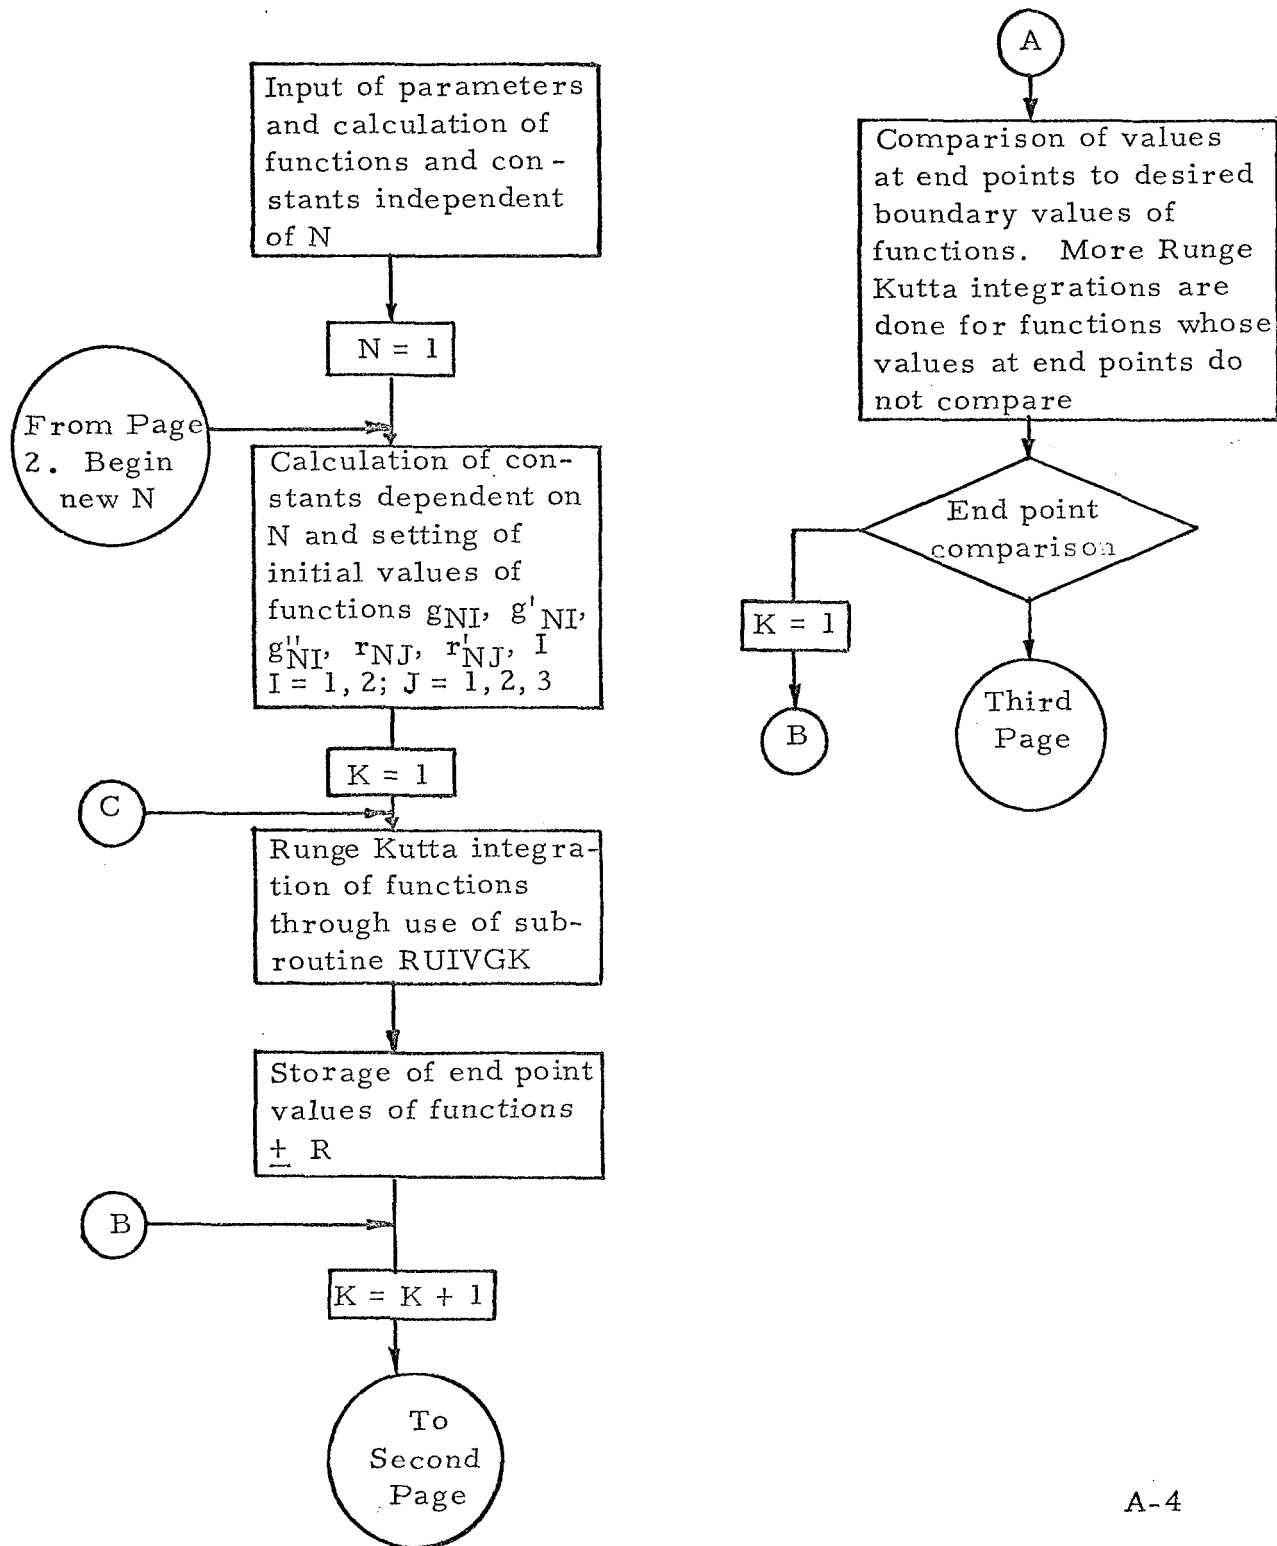 Input of parameters
and calculation of
functions and con-
stants independent
of N
N = 1
From Page
2. Begin
new N
Calculation of con-
stants dependent on
N and setting of
initial values of
functions gNI, g'NI,
g''NI, rNJ, r'NJ, I
I = 1, 2; J = 1, 2, 3
K = 1
C
Runge Kutta integra-
tion of functions
through use of sub-
routine RUIVGK
Storage of end point
values of functions
± R
B
K = K + 1
To
Second
Page
A
Comparison of values
at end points to desired
boundary values of
functions. More Runge
Kutta integrations are
done for functions whose
values at end points do
not compare
End point
comparison
K = 1
B
Third
Page
A-4